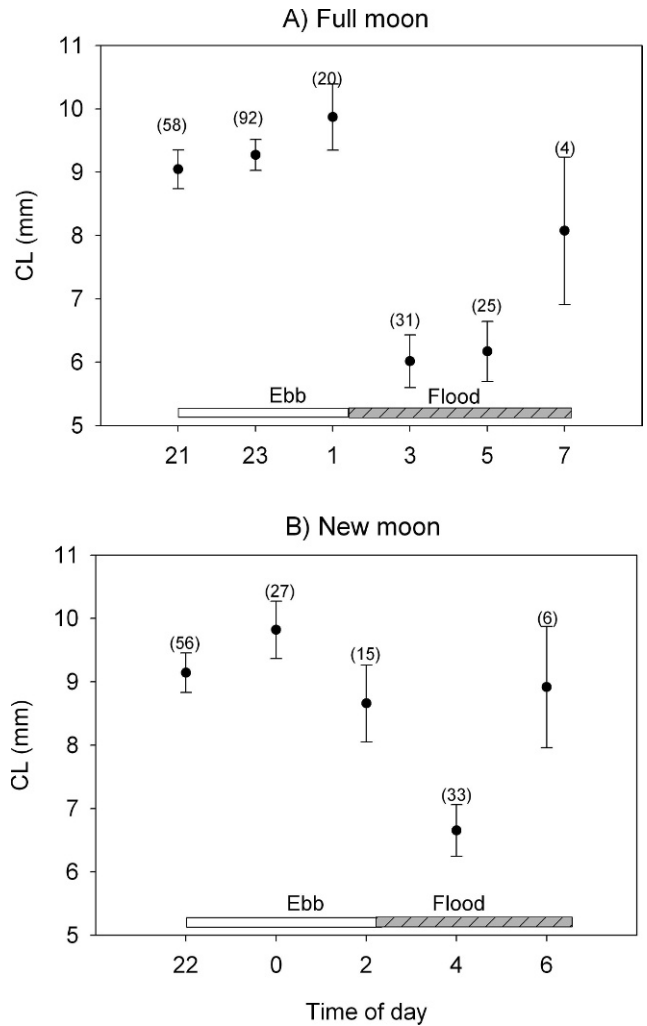 A) Full moon
11
10
9
8
7
6
5
CL (mm)
(58)
(92)
(20)
(31)
(25)
(4)
Ebb
Flood
21 23 1 3 5 7
B) New moon
11
10
9
8
7
6
5
CL (mm)
(56)
(27)
(15)
(33)
(6)
Ebb
Flood
22 0 2 4 6
Time of day